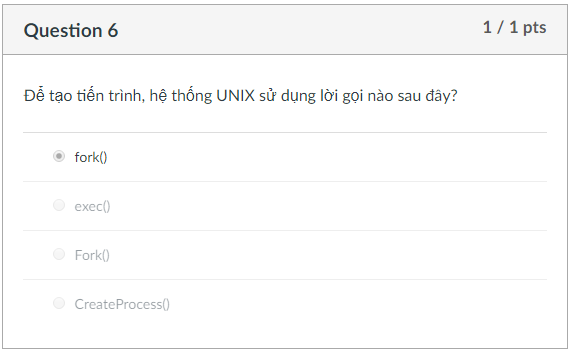 Question 6
1 / 1 pts
Để tạo tiến trình, hệ thống UNIX sử dụng lời gọi nào sau đây?
fork()
exec()
Fork()
CreateProcess()